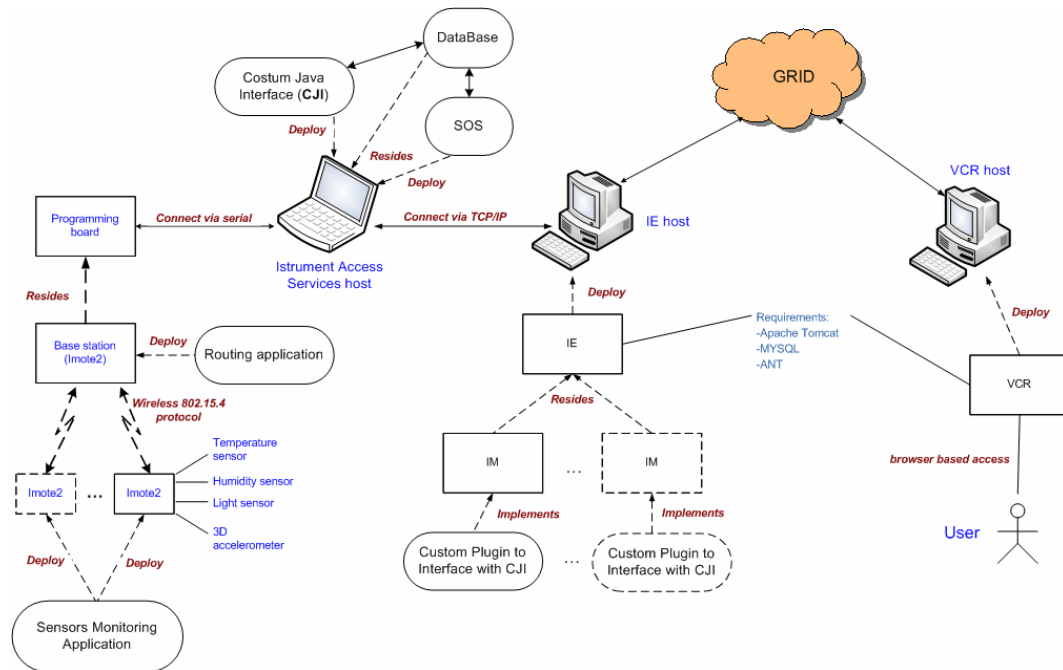 DataBase
GRID
Costum Java
Interface (CJI)
SOS
Deploy
Resides
Deploy
VCR host
Programming
board
Connect via serial
Connect via TCP/IP
IE host
Istrument Access
Services host
Resides
Deploy
Deploy
Base station
(Imote2)
Deploy
Routing application
IE
Requirements:
-Apache Tomcat
-MYSQL
-ANT
VCR
Wireless 802.15.4
protocol
Resides
Temperature
sensor
Humidity sensor
Light sensor
3D
accelerometer
Imote2
...
Imote2
IM
...
IM
browser based access
Implements
Implements
User
Deploy
Deploy
Custom Plugin to
Interface with CJI
...
Custom Plugin to
Interface with CJI
Sensors Monitoring
Application